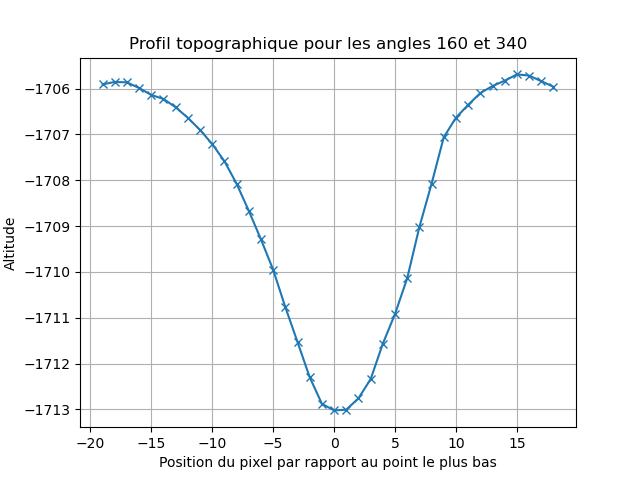 Profil topographique pour les angles 160 et 340
−1706
−1707
−1708
−1709
−1710
−1711
−1712
−1713
Altitude
−20 −15 −10 −5 0 5 10 15
Position du pixel par rapport au point le plus bas